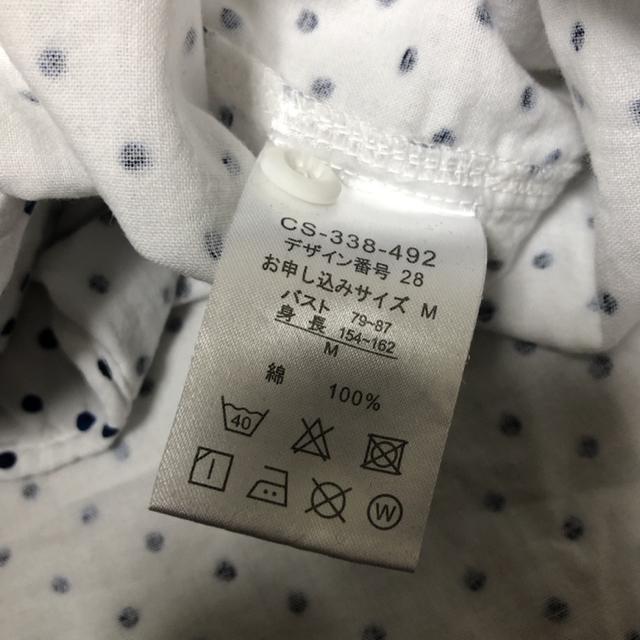 CS-338-492
デザイン番号 28
お申し込みサイズ M
バスト 79~87
身長 154~162
M
綿 100%
40
W